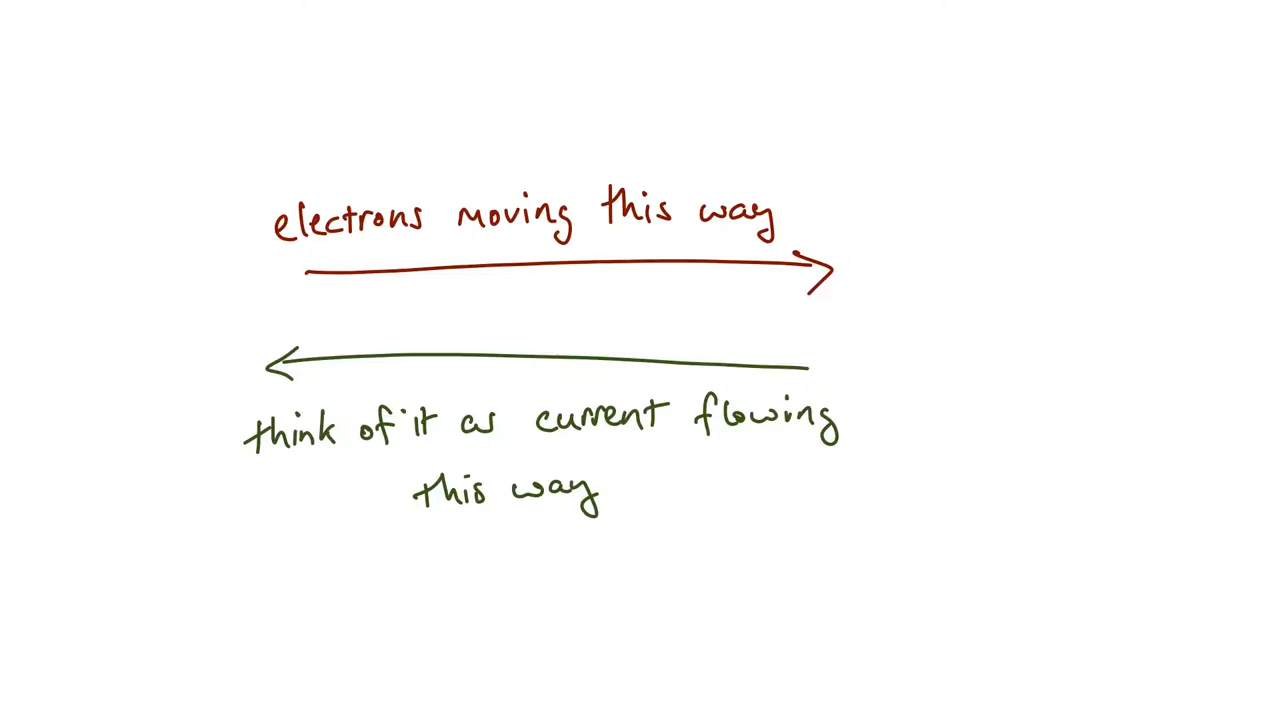 electrons moving this way
think of it as current flowing
this way